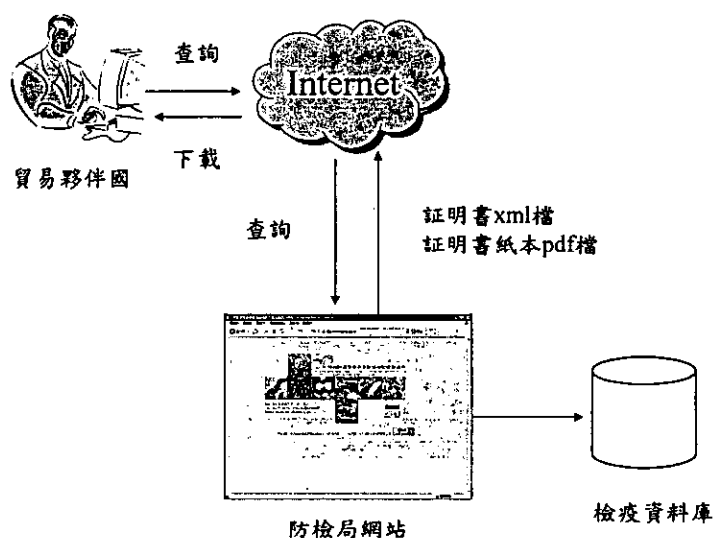 查詢
Internet
下載
貿易夥伴國
查詢
証明書xml檔
証明書紙本pdf檔
防檢局網站
檢疫資料庫